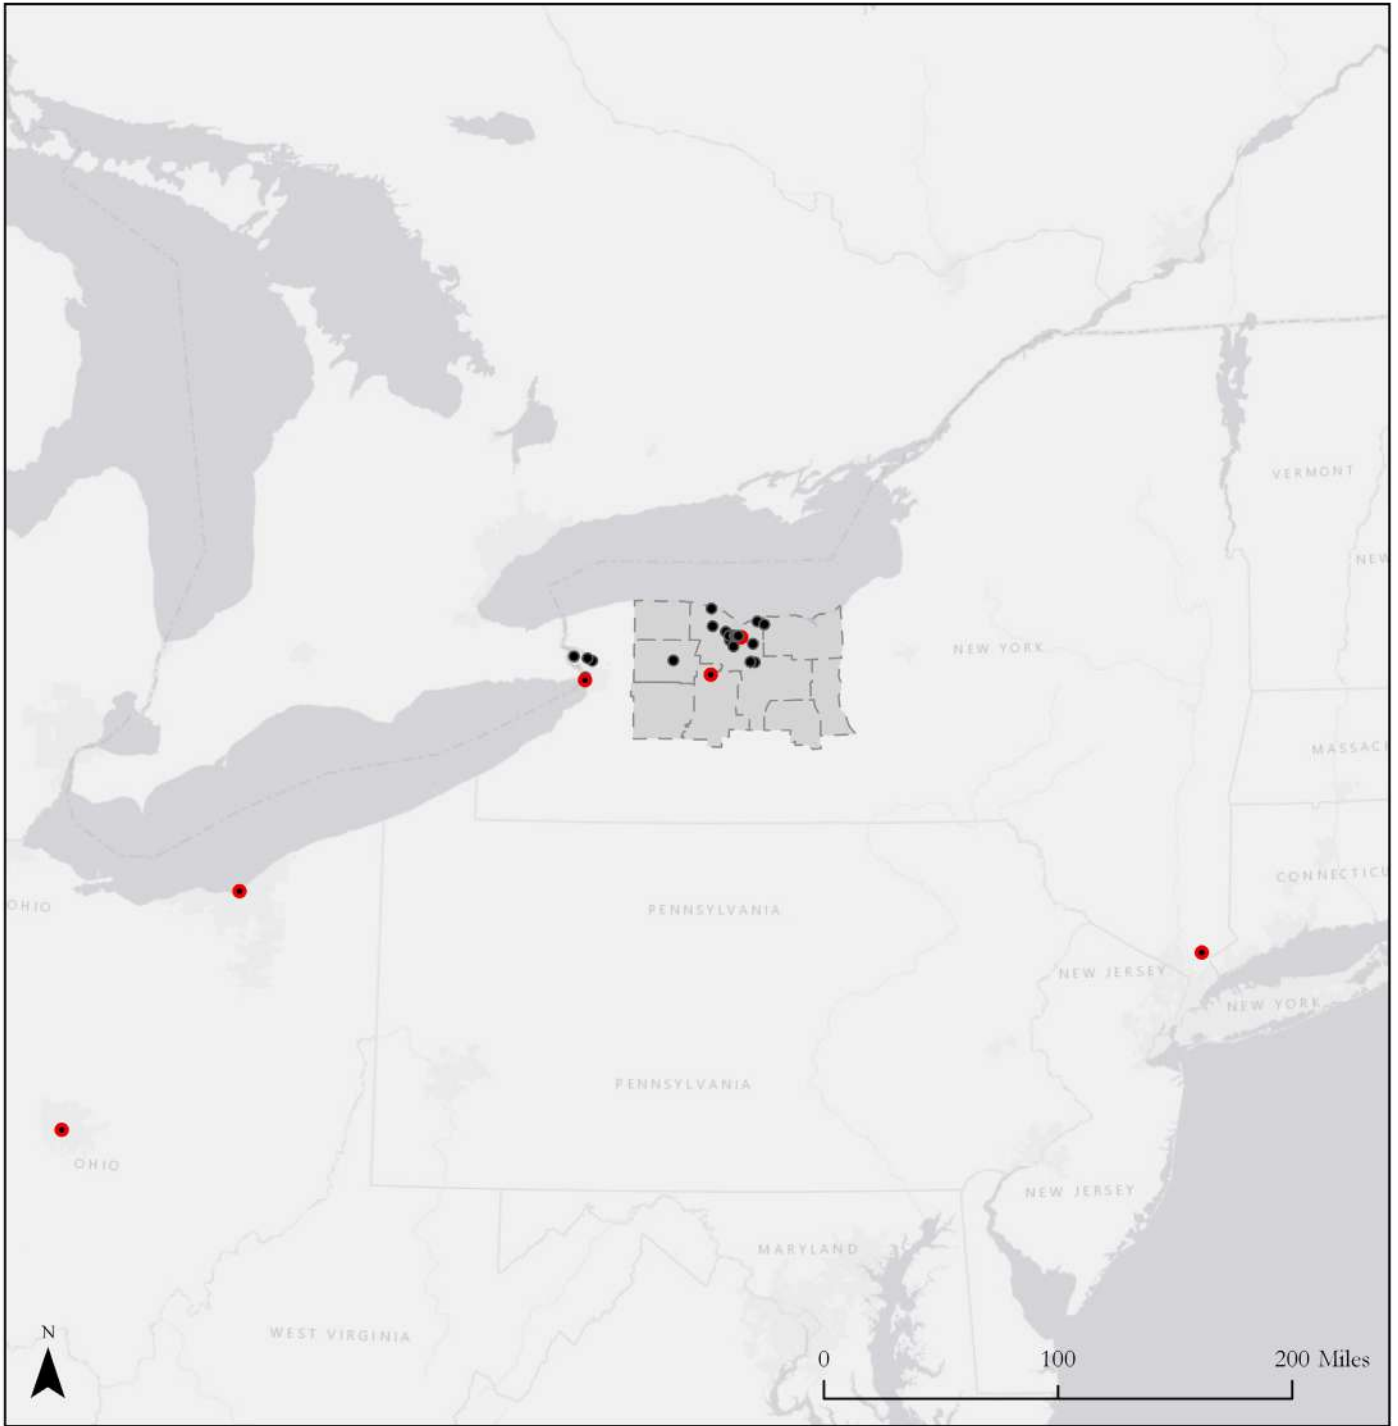 VERMONT
NEW
NEW YORK
MASSAC
CONNECTICU
OHIO
PENNSYLVANIA
NEW JERSEY
NEW YORK
PENNSYLVANIA
OHIO
NEW JERSEY
MARYLAND
WEST VIRGINIA
N
0 100 200 Miles